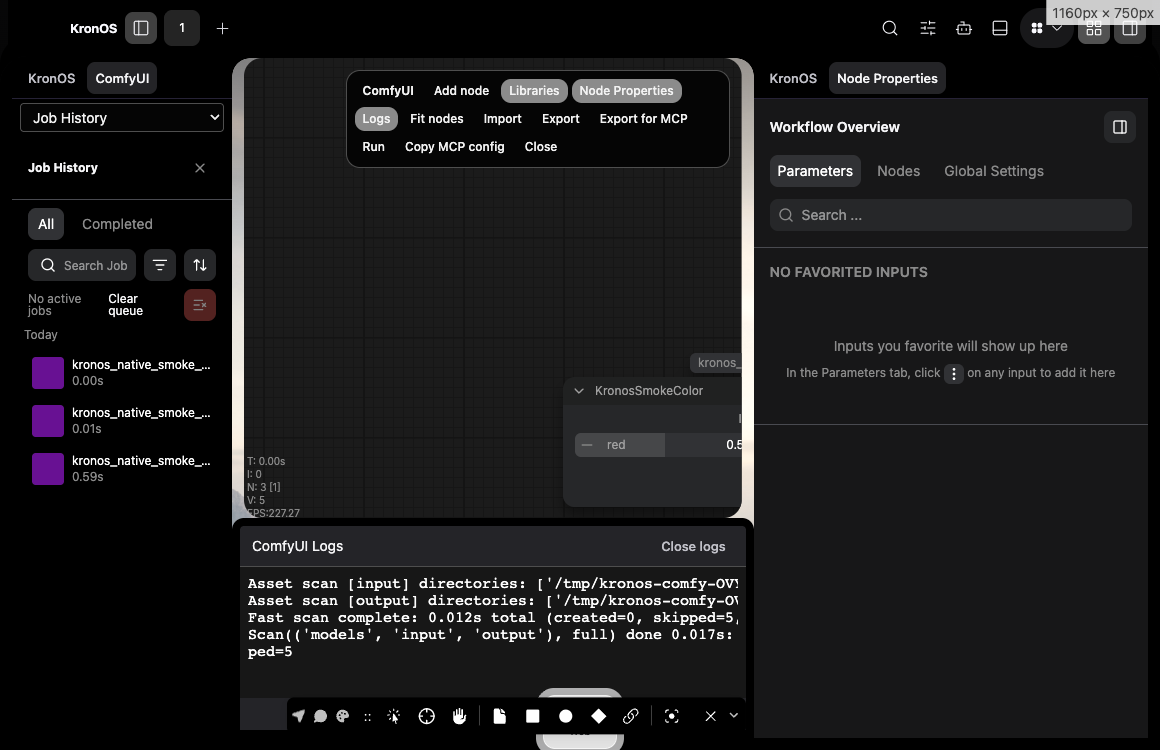 KronOS
1
1160px × 750px
KronOS
ComfyUI
Job History
Job History
All
Completed
Search Job
No active
jobs
Clear
queue
Today
kronos_native_smoke_...
0.00s
kronos_native_smoke_...
0.01s
kronos_native_smoke_...
0.59s
ComfyUI Add node Libraries Node Properties
Logs Fit nodes Import Export Export for MCP
Run Copy MCP config Close
kronos_
KronosSmokeColor
red
T: 0.00s
I: 0
N: 3 [1]
V: 5
FPS:227.27
ComfyUI Logs
Close logs
Asset scan [input] directories: ['/tmp/kronos-comfy-OV
Asset scan [output] directories: ['/tmp/kronos-comfy-OV
Fast scan complete: 0.012s total (created=0, skipped=5,
Scan(('models', 'input', 'output'), full) done 0.017s:
ped=5
KronOS
Node Properties
Workflow Overview
Parameters
Nodes
Global Settings
Search ...
NO FAVORITED INPUTS
Inputs you favorite will show up here
In the Parameters tab, click ⋮ on any input to add it here